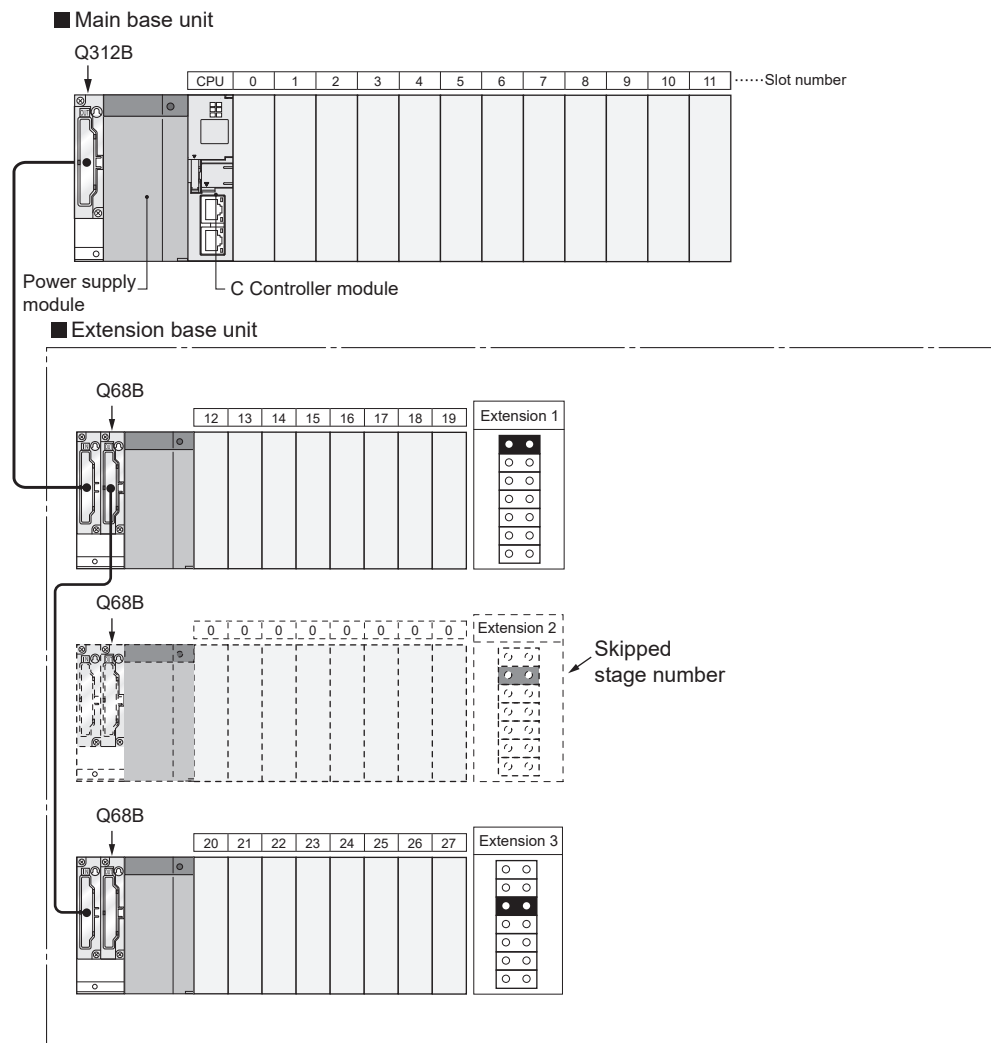 Main base unit
Q312B
CPU 0 1 2 3 4 5 6 7 8 9 10 11 ······Slot number
Power supply
module
C Controller module
Extension base unit
Q68B
12 13 14 15 16 17 18 19
Extension 1
Q68B
0 0 0 0 0 0 0 0
Extension 2
Skipped
stage number
Q68B
20 21 22 23 24 25 26 27
Extension 3